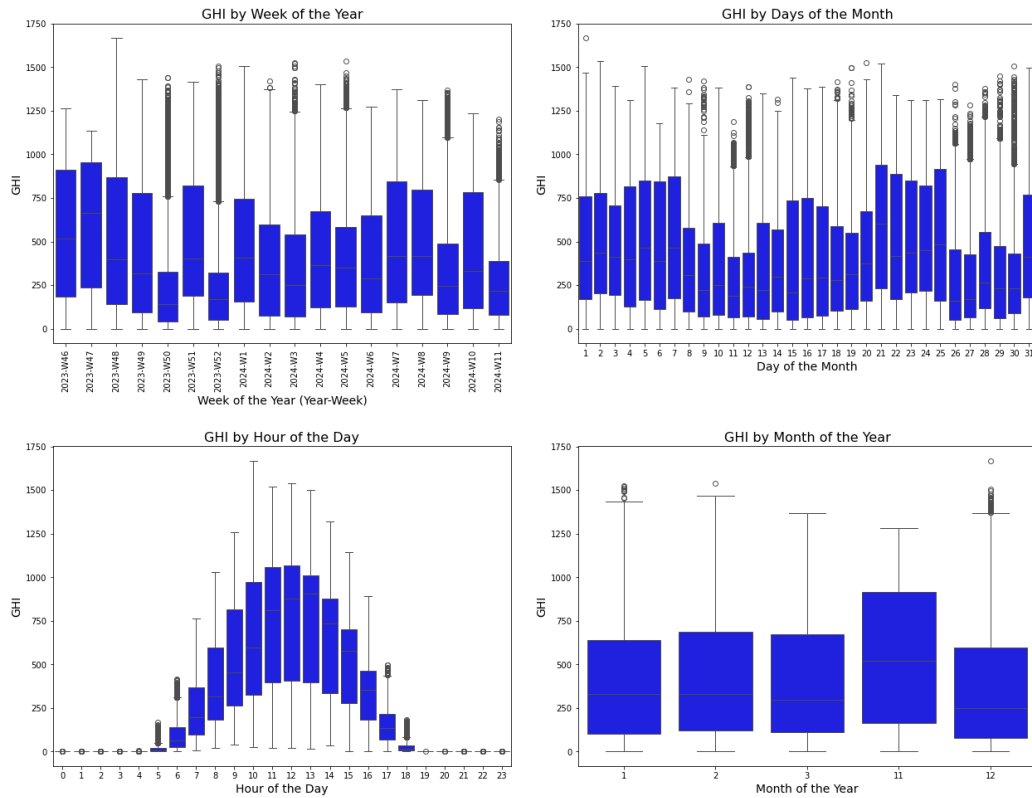 GHI by Week of the Year
1750
1500
1250
1000
750
500
250
0
GHI
2023-W46
2023-W47
2023-W48
2023-W49
2023-W50
2023-W51
2023-W52
2024-W1
2024-W2
2024-W3
2024-W4
2024-W5
2024-W6
2024-W7
2024-W8
2024-W9
2024-W10
2024-W11
Week of the Year (Year-Week)
GHI by Days of the Month
1750
1500
1250
1000
750
500
250
0
GHI
1 2 3 4 5 6 7 8 9 10 11 12 13 14 15 16 17 18 19 20 21 22 23 24 25 26 27 28 29 30 31
Day of the Month
GHI by Hour of the Day
1750
1500
1250
1000
750
500
250
0
GHI
0 1 2 3 4 5 6 7 8 9 10 11 12 13 14 15 16 17 18 19 20 21 22 23
Hour of the Day
GHI by Month of the Year
1750
1500
1250
1000
750
500
250
0
GHI
1 2 3 11 12
Month of the Year